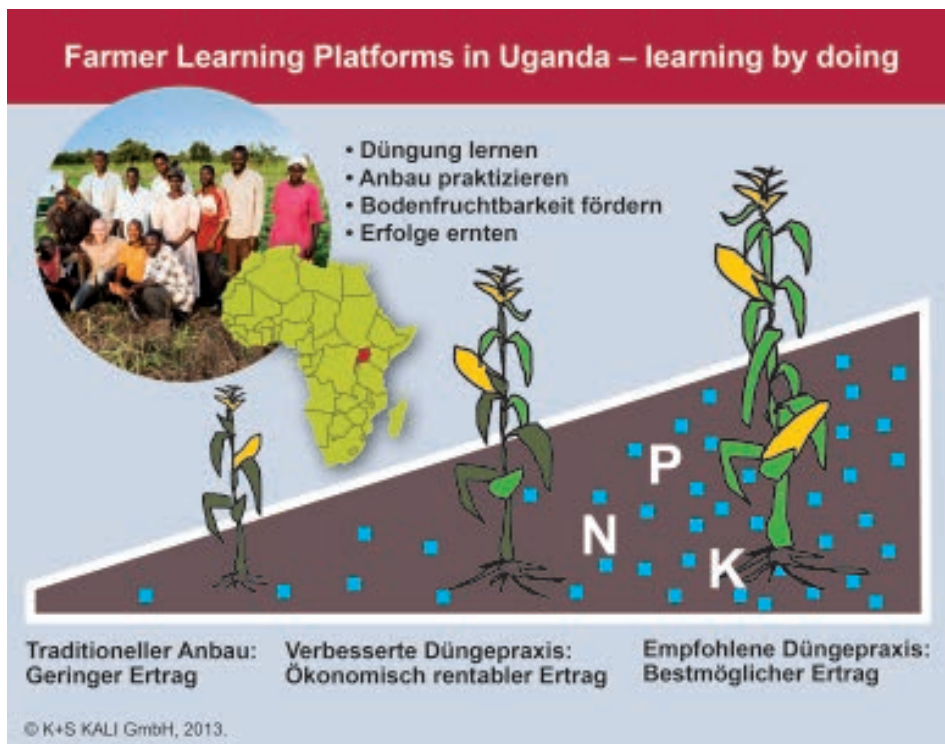 Farmer Learning Platforms in Uganda – learning by doing
• Düngung lernen
• Anbau praktizieren
• Bodenfruchtbarkeit fördern
• Erfolge ernten
P
N
K
Traditioneller Anbau:
Geringer Ertrag
Verbesserte Düngepraxis:
Ökonomisch rentabler Ertrag
Empfohlene Düngepraxis:
Bestmöglicher Ertrag
© K+S KALI GmbH, 2013.